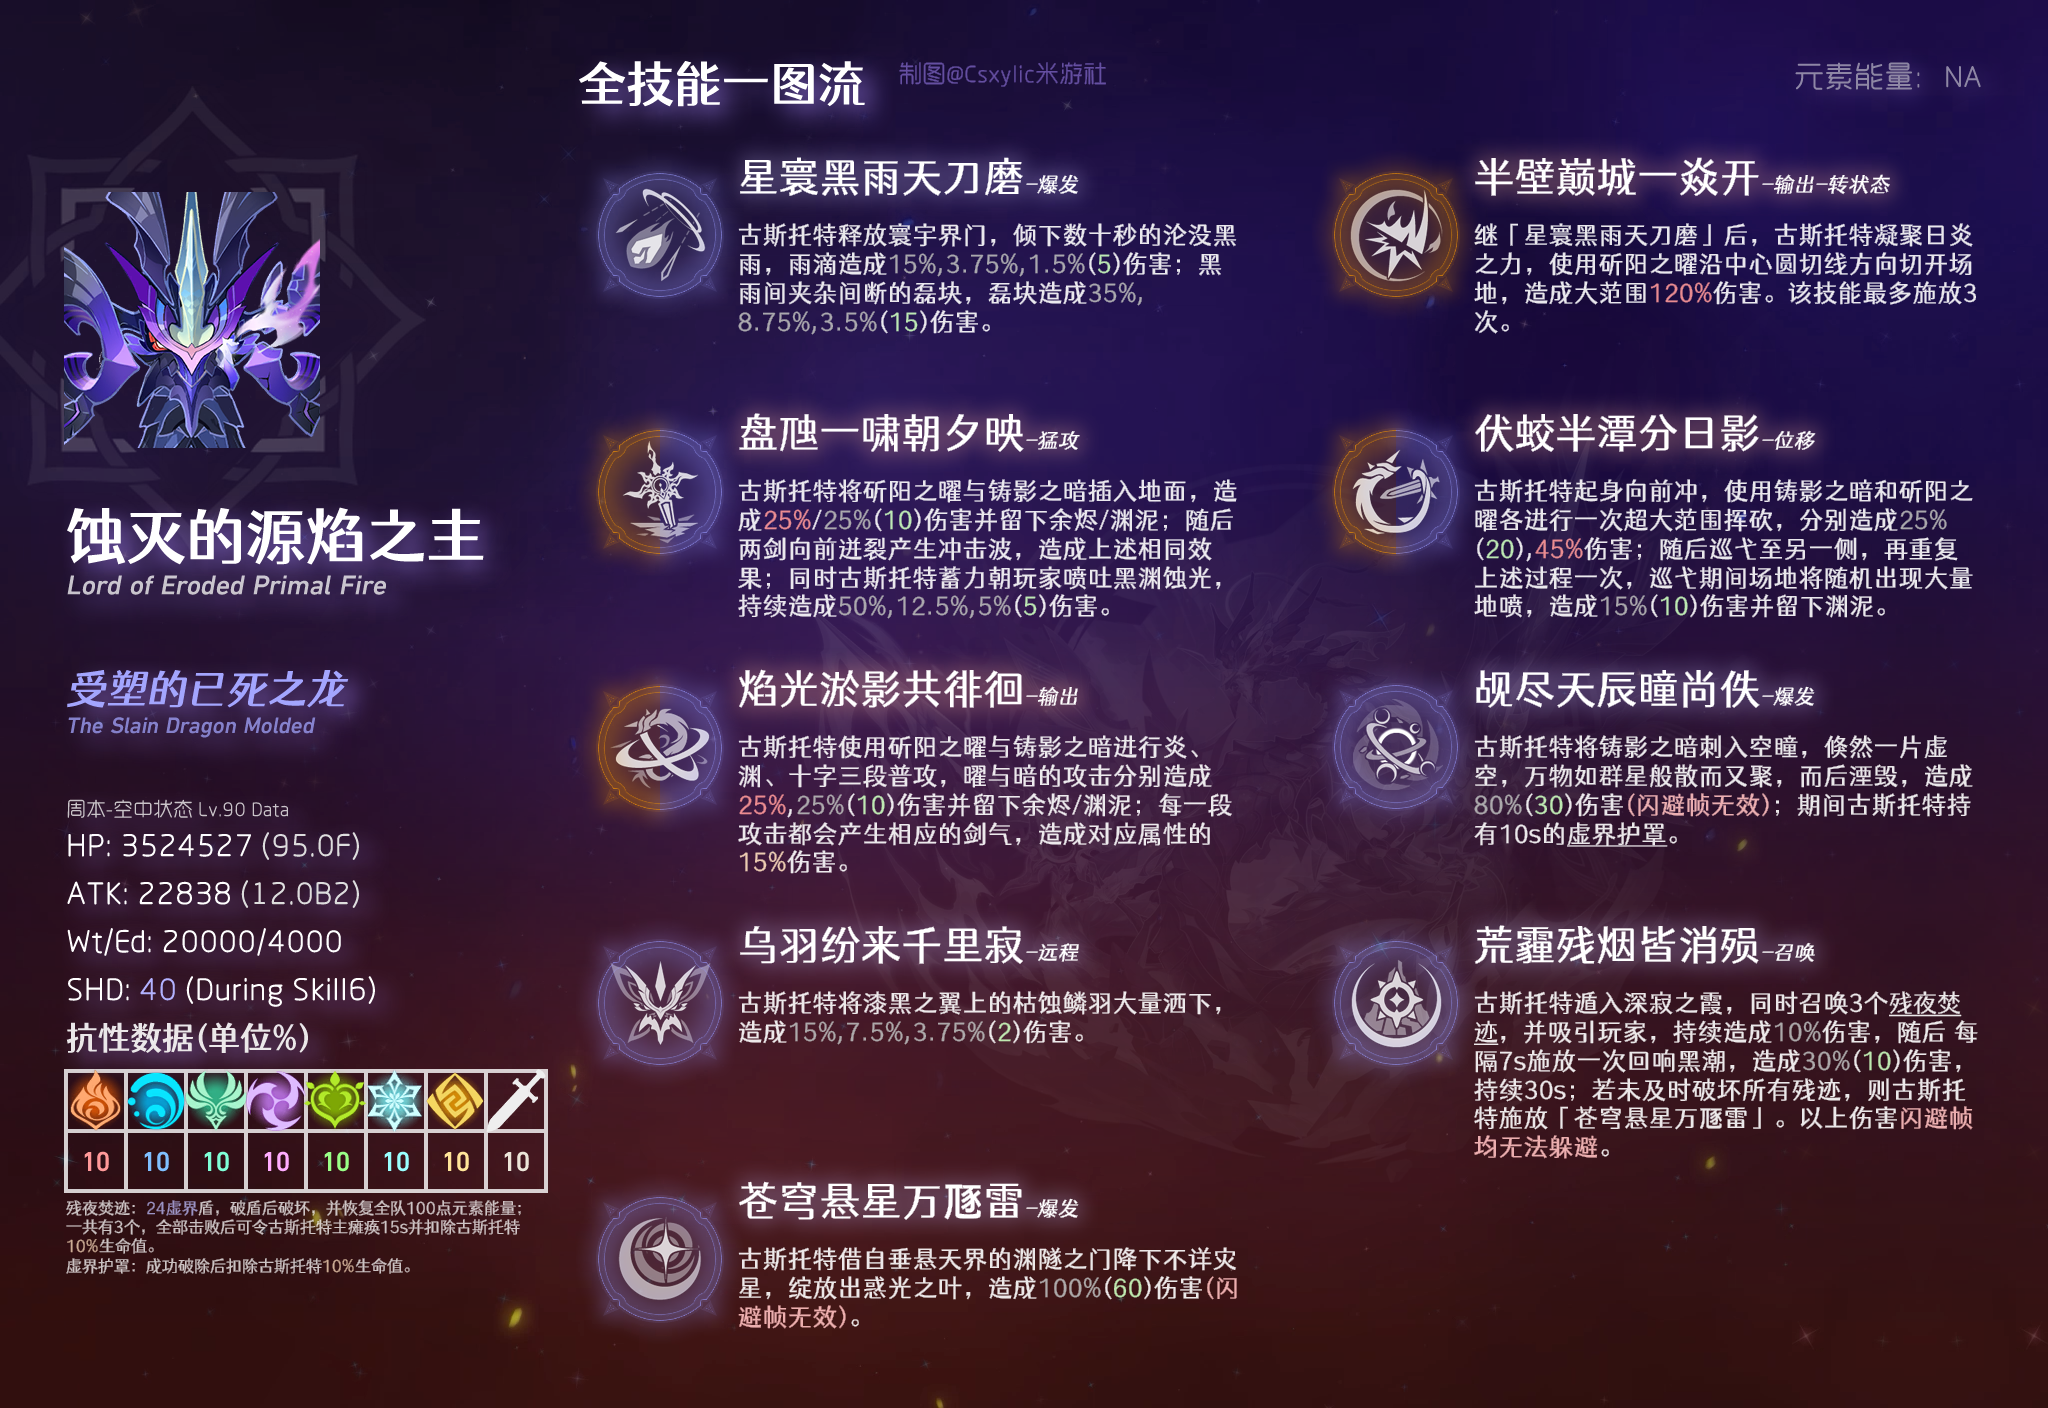 全技能一图流
制图@Csxylic米游社
元素能量： NA
蚀灭的源焰之主
Lord of Eroded Primal Fire
受塑的已死之龙
The Slain Dragon Molded
周本-空中状态 Lv.90 Data
HP: 3524527 (95.0F)
ATK: 22838 (12.0B2)
Wt/Ed: 20000/4000
SHD: 40 (During Skill6)
抗性数据(单位%)
10 10 10 10 10 10 10 10
残夜焚迹：24虚界盾，破盾后破坏，并恢复全队100点元素能量；
一共有3个，全部击败后可令古斯托特主瘫痪15s并扣除古斯托特
10%生命值。
虚界护罩：成功破除后扣除古斯托特10%生命值。
星寰黑雨天刀磨-爆发
古斯托特释放寰宇界门，倾下数十秒的沦没黑
雨，雨滴造成15%,3.75%,1.5%(5)伤害；黑
雨间夹杂间断的磊块，磊块造成35%,
8.75%,3.5%(15)伤害。
半壁巅城一焱开-输出-转状态
继「星寰黑雨天刀磨」后，古斯托特凝聚日炎
之力，使用斫阳之曜沿中心圆切线方向切开场
地，造成大范围120%伤害。该技能最多施放3
次。
盘虺一啸朝夕映-猛攻
古斯托特将斫阳之曜与铸影之暗插入地面，造
成25%/25%(10)伤害并留下余烬/渊泥；随后
两剑向前迸裂产生冲击波，造成上述相同效
果；同时古斯托特蓄力朝玩家喷吐黑渊蚀光，
持续造成50%,12.5%,5%(5)伤害。
伏蛟半潭分日影-位移
古斯托特起身向前冲，使用铸影之暗和斫阳之
曜各进行一次超大范围挥砍，分别造成25%
(20),45%伤害；随后巡弋至另一侧，再重复
上述过程一次，巡弋期间场地将随机出现大量
地喷，造成15%(10)伤害并留下渊泥。
焰光淤影共徘徊-输出
古斯托特使用斫阳之曜与铸影之暗进行炎、
渊、十字三段普攻，曜与暗的攻击分别造成
25%,25%(10)伤害并留下余烬/渊泥；每一段
攻击都会产生相应的剑气，造成对应属性的
15%伤害。
觇尽天辰瞳尚佚-爆发
古斯托特将铸影之暗刺入空瞳，倏然一片虚
空，万物如群星般散而又聚，而后湮毁，造成
80%(30)伤害(闪避帧无效)；期间古斯托特持
有10s的虚界护罩。
乌羽纷来千里寂-远程
古斯托特将漆黑之翼上的枯蚀鳞羽大量洒下，
造成15%,7.5%,3.75%(2)伤害。
荒霾残烟皆消殒-召唤
古斯托特遁入深寂之霞，同时召唤3个残夜焚
迹，并吸引玩家，持续造成10%伤害，随后 每
隔7s施放一次回响黑潮，造成30%(10)伤害，
持续30s；若未及时破坏所有残迹，则古斯托
特施放「苍穹悬星万豗雷」。以上伤害闪避帧
均无法躲避。
苍穹悬星万豗雷-爆发
古斯托特借自垂悬天界的渊隧之门降下不详灾
星，绽放出惑光之叶，造成100%(60)伤害(闪
避帧无效)。